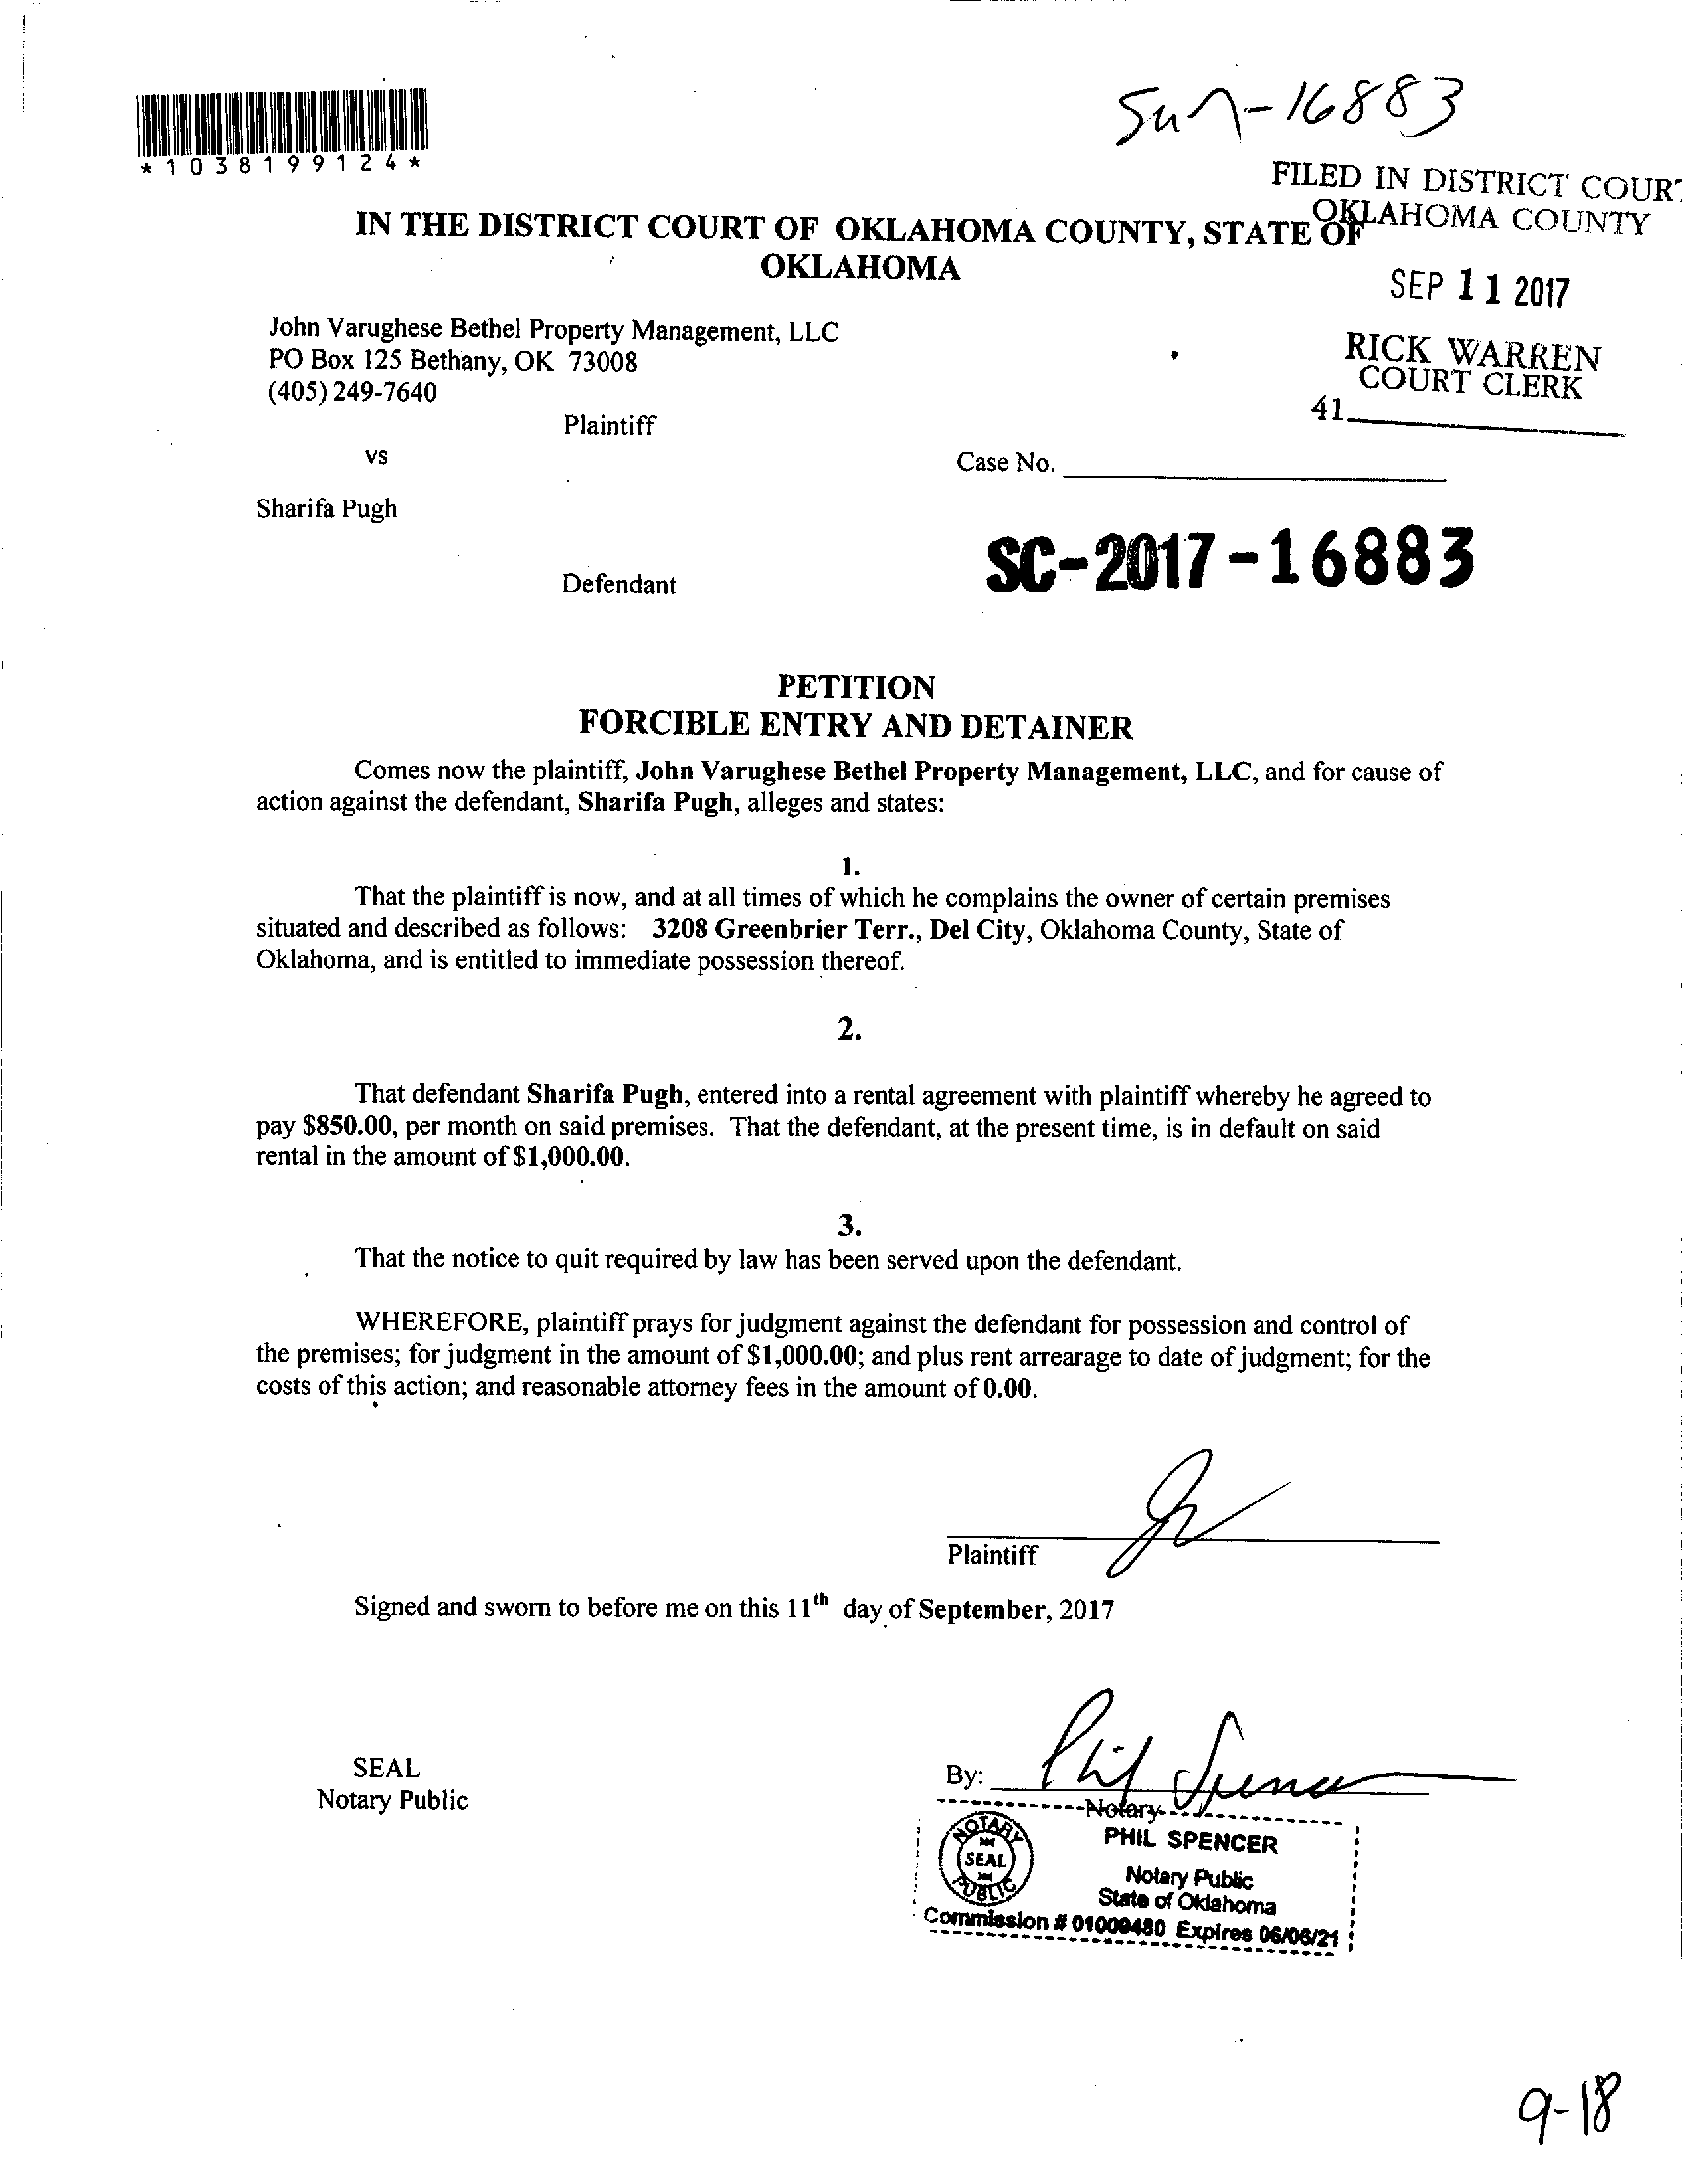 *1038199124*
16883
FILED IN DISTRICT COURT
OKLAHOMA COUNTY
IN THE DISTRICT COURT OF OKLAHOMA COUNTY, STATE OF
OKLAHOMA
SEP 11 2017
John Varughese Bethel Property Management, LLC
PO Box 125 Bethany, OK 73008
(405) 249-7640
RICK WARREN
COURT CLERK
41
Plaintiff
vs
Case No.
Sharifa Pugh
SC-2017-16883
Defendant
PETITION
FORCIBLE ENTRY AND DETAINER
Comes now the plaintiff, John Varughese Bethel Property Management, LLC, and for cause of
action against the defendant, Sharifa Pugh, alleges and states:
1.
That the plaintiff is now, and at all times of which he complains the owner of certain premises
situated and described as follows: 3208 Greenbrier Terr., Del City, Oklahoma County, State of
Oklahoma, and is entitled to immediate possession thereof.
2.
That defendant Sharifa Pugh, entered into a rental agreement with plaintiff whereby he agreed to
pay $850.00, per month on said premises. That the defendant, at the present time, is in default on said
rental in the amount of $1,000.00.
3.
That the notice to quit required by law has been served upon the defendant.
WHEREFORE, plaintiff prays for judgment against the defendant for possession and control of
the premises; for judgment in the amount of $1,000.00; and plus rent arrearage to date of judgment; for the
costs of this action; and reasonable attorney fees in the amount of 0.00.
Plaintiff
Signed and sworn to before me on this 11th day of September, 2017
SEAL
Notary Public
By: Phil Spencer
Notary
NOTARY
SEAL
PUBLIC
PHIL SPENCER
Notary Public
State of Oklahoma
Commission # 01009480 Expires 06/06/21
9-18